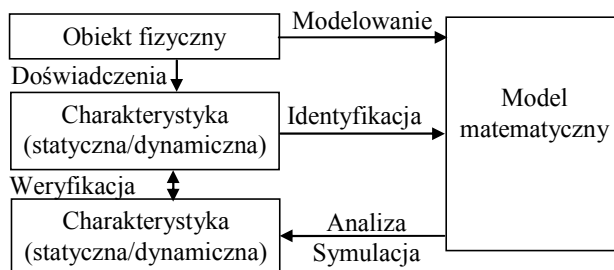 Obiekt fizyczny
Modelowanie
Doświadczenia
Charakterystyka
(statyczna/dynamiczna)
Identyfikacja
Model
matematyczny
Weryfikacja
Charakterystyka
(statyczna/dynamiczna)
Analiza
Symulacja